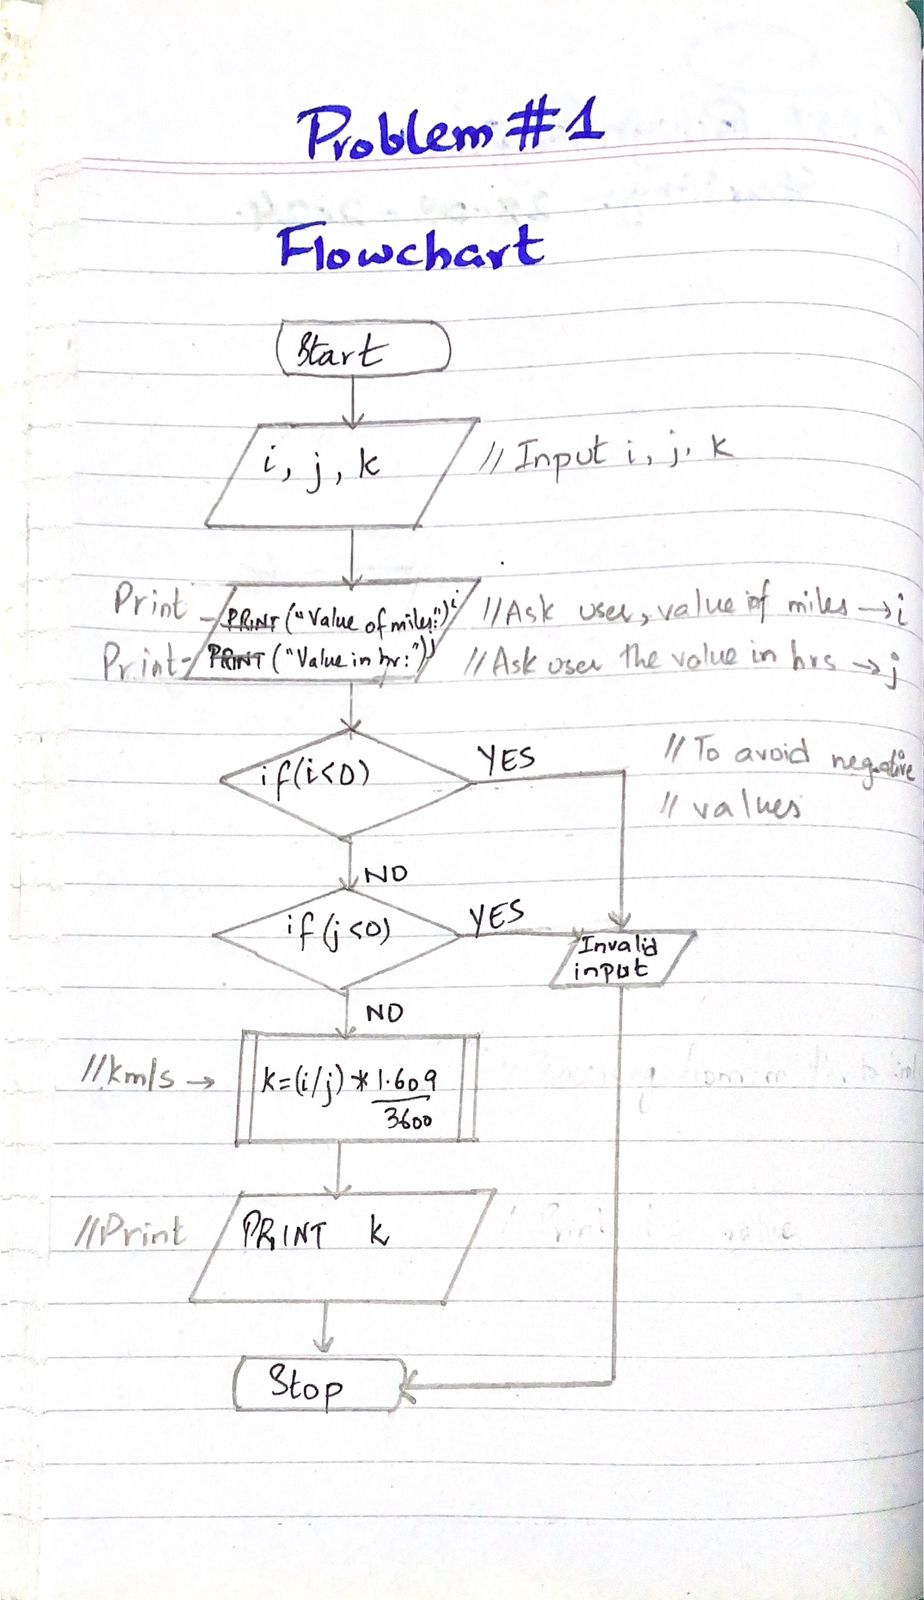 Problem #1
Flowchart
Start
i, j, k // Input i, j, k
Print PRINT ("Value of miles:") i // Ask user, value of miles → i
Print PRINT ("Value in hr:") j // Ask user the value in hrs → j
if(i<0) YES // To avoid negative
// values
NO
if(j<0) YES Invalid
input
NO
//km/s → k=(i/j) * 1.609
3600
//Print PRINT k
Stop